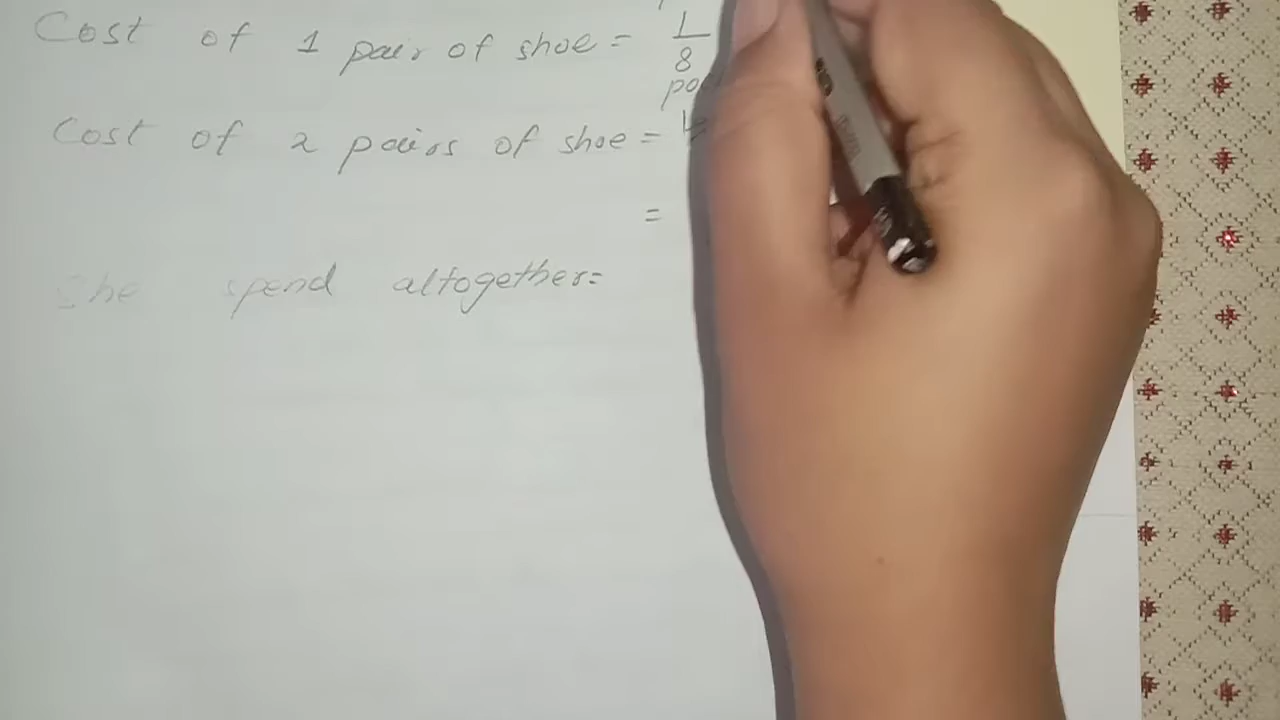 Cost of 1 pair of shoe = 1
8
Cost of 2 pairs of shoe =
=
She spend altogether=